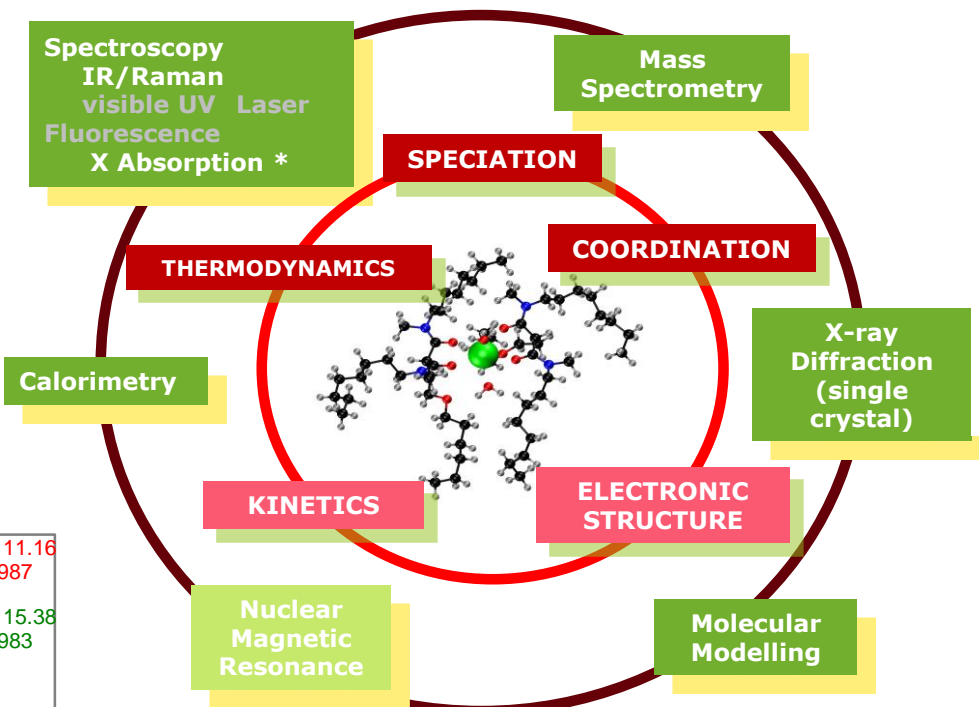 Spectroscopy
IR/Raman
visible UV Laser
Fluorescence
X Absorption *
Mass
Spectrometry
SPECIATION
COORDINATION
THERMODYNAMICS
X-ray
Diffraction
(single
crystal)
Calorimetry
KINETICS
ELECTRONIC
STRUCTURE
11.16
987
15.38
983
Nuclear
Magnetic
Resonance
Molecular
Modelling